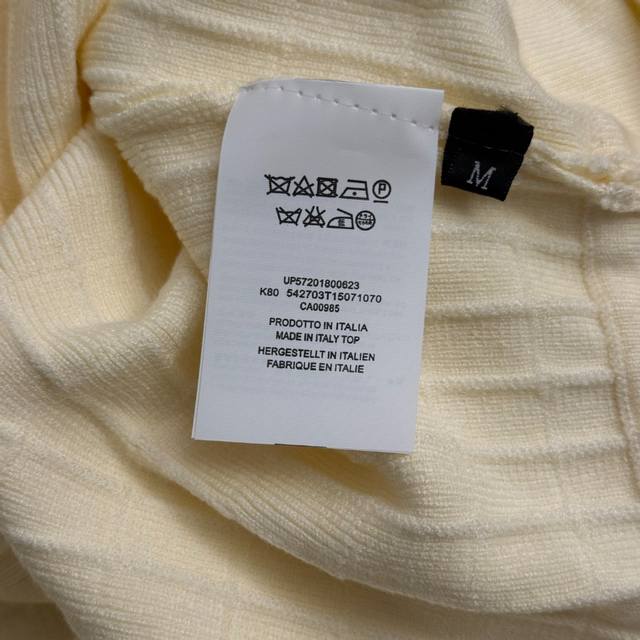 UP57201800623
K80 542703T15071070
CA00985
PRODOTTO IN ITALIA
MADE IN ITALY TOP
HERGESTELLT IN ITALIEN
FABRIQUE EN ITALIE
M